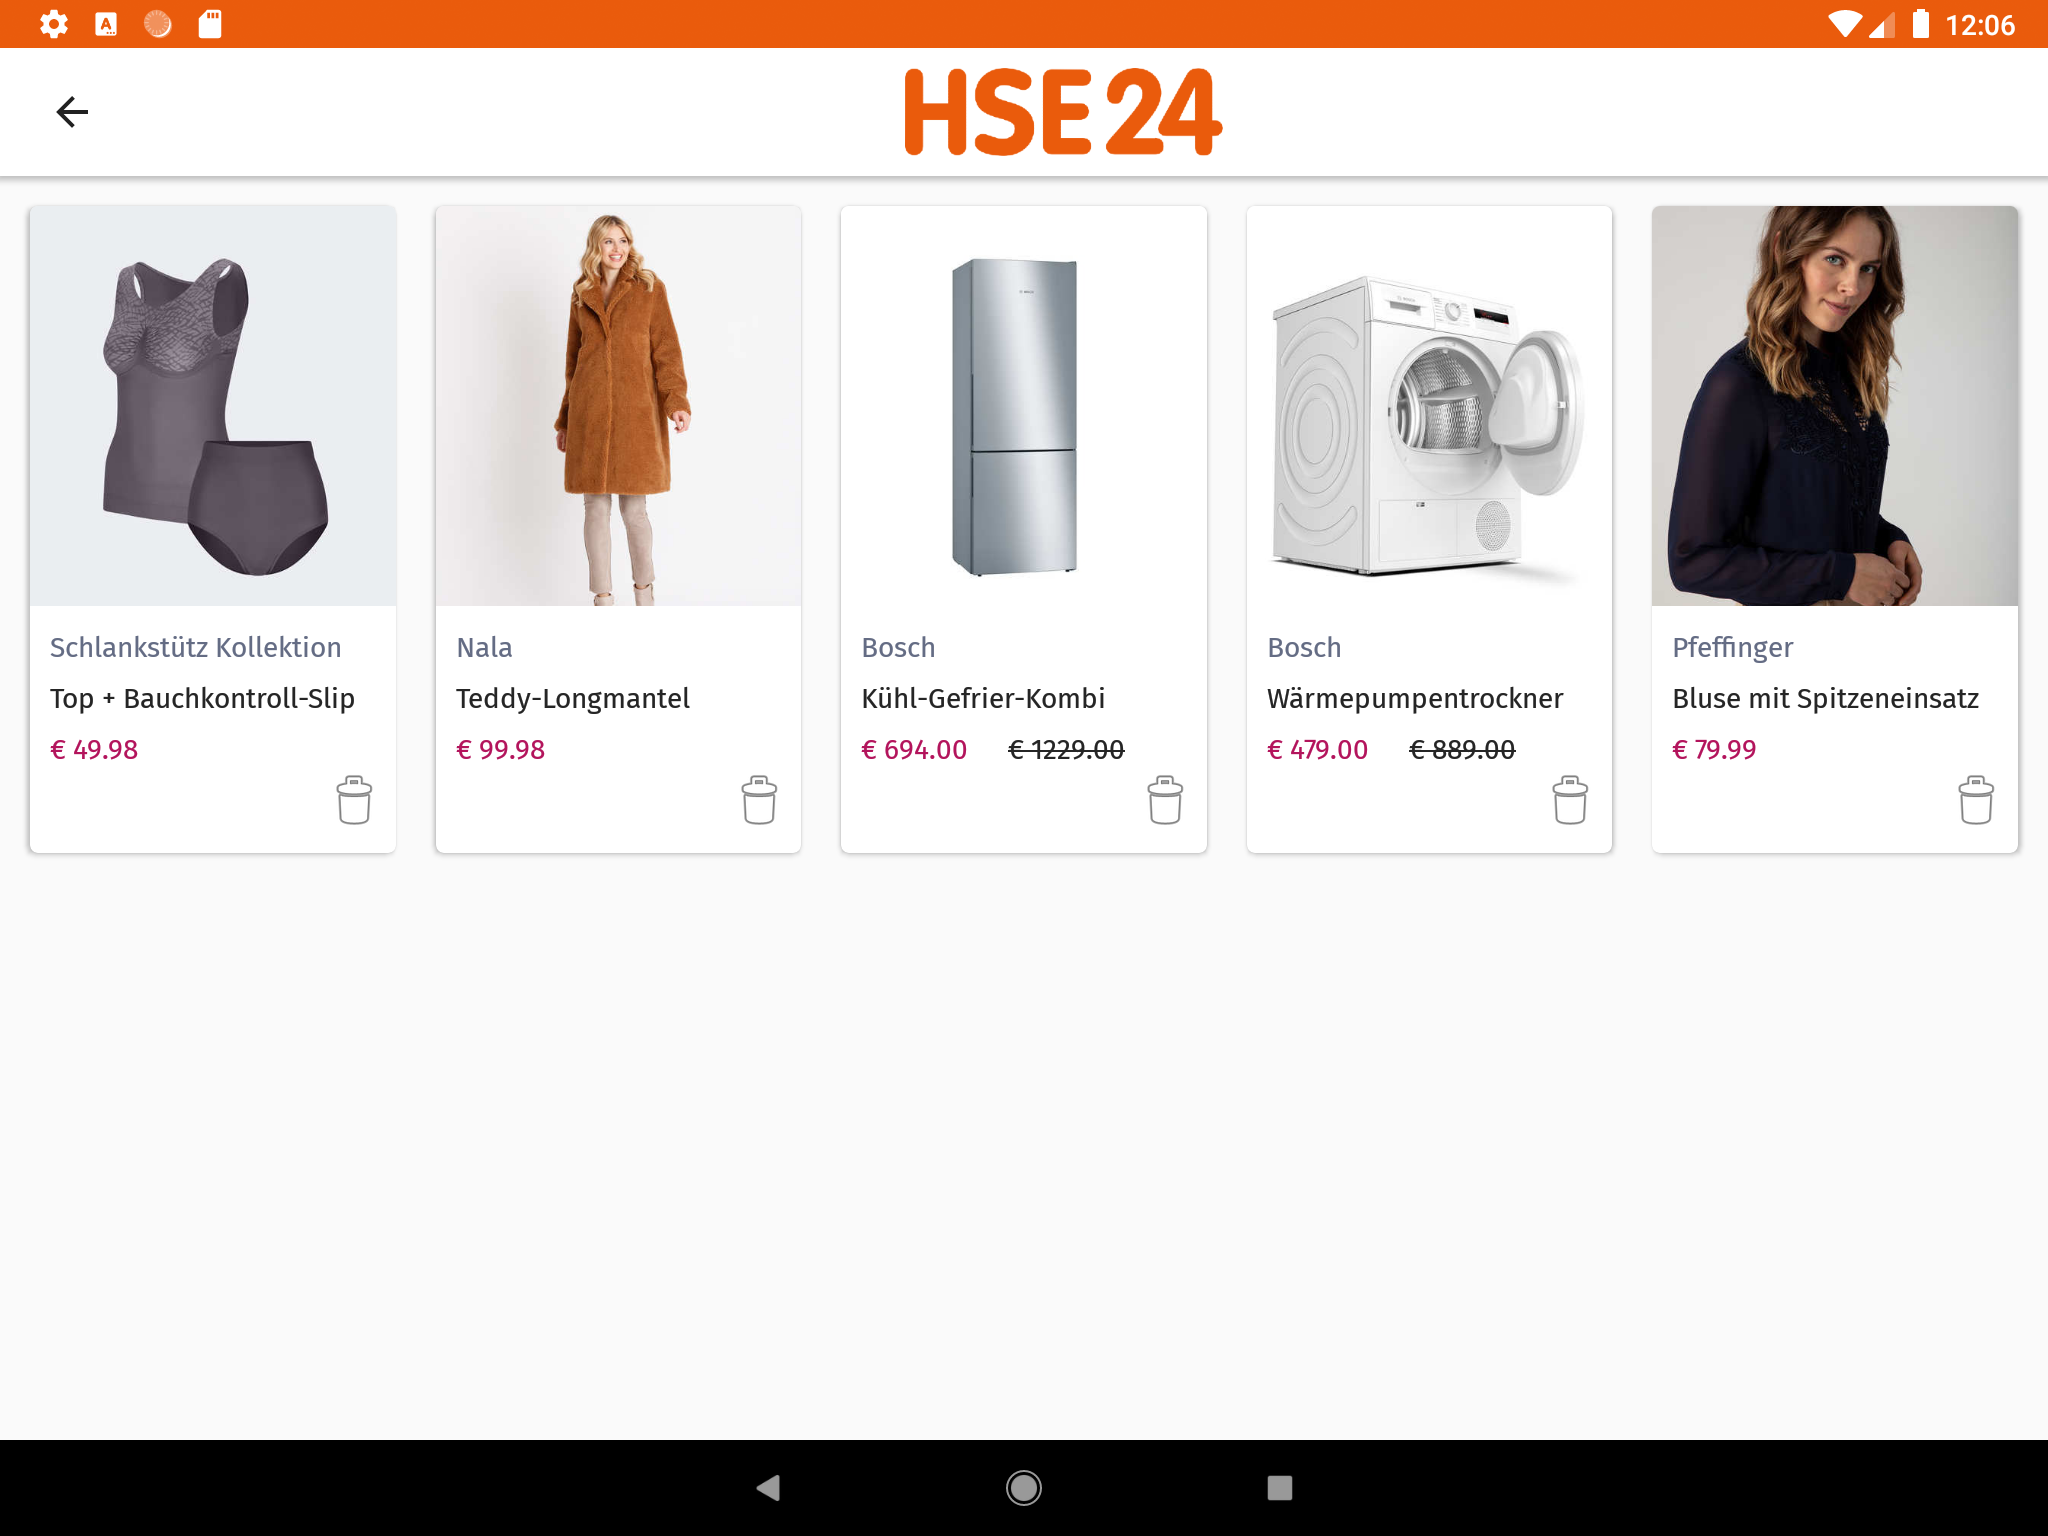 12:06
HSE24
Schlankstütz Kollektion
Top + Bauchkontroll-Slip
€ 49.98
Nala
Teddy-Longmantel
€ 99.98
Bosch
Kühl-Gefrier-Kombi
€ 694.00 € 1229.00
Bosch
Wärmepumpentrockner
€ 479.00 € 889.00
Pfeffinger
Bluse mit Spitzeneinsatz
€ 79.99